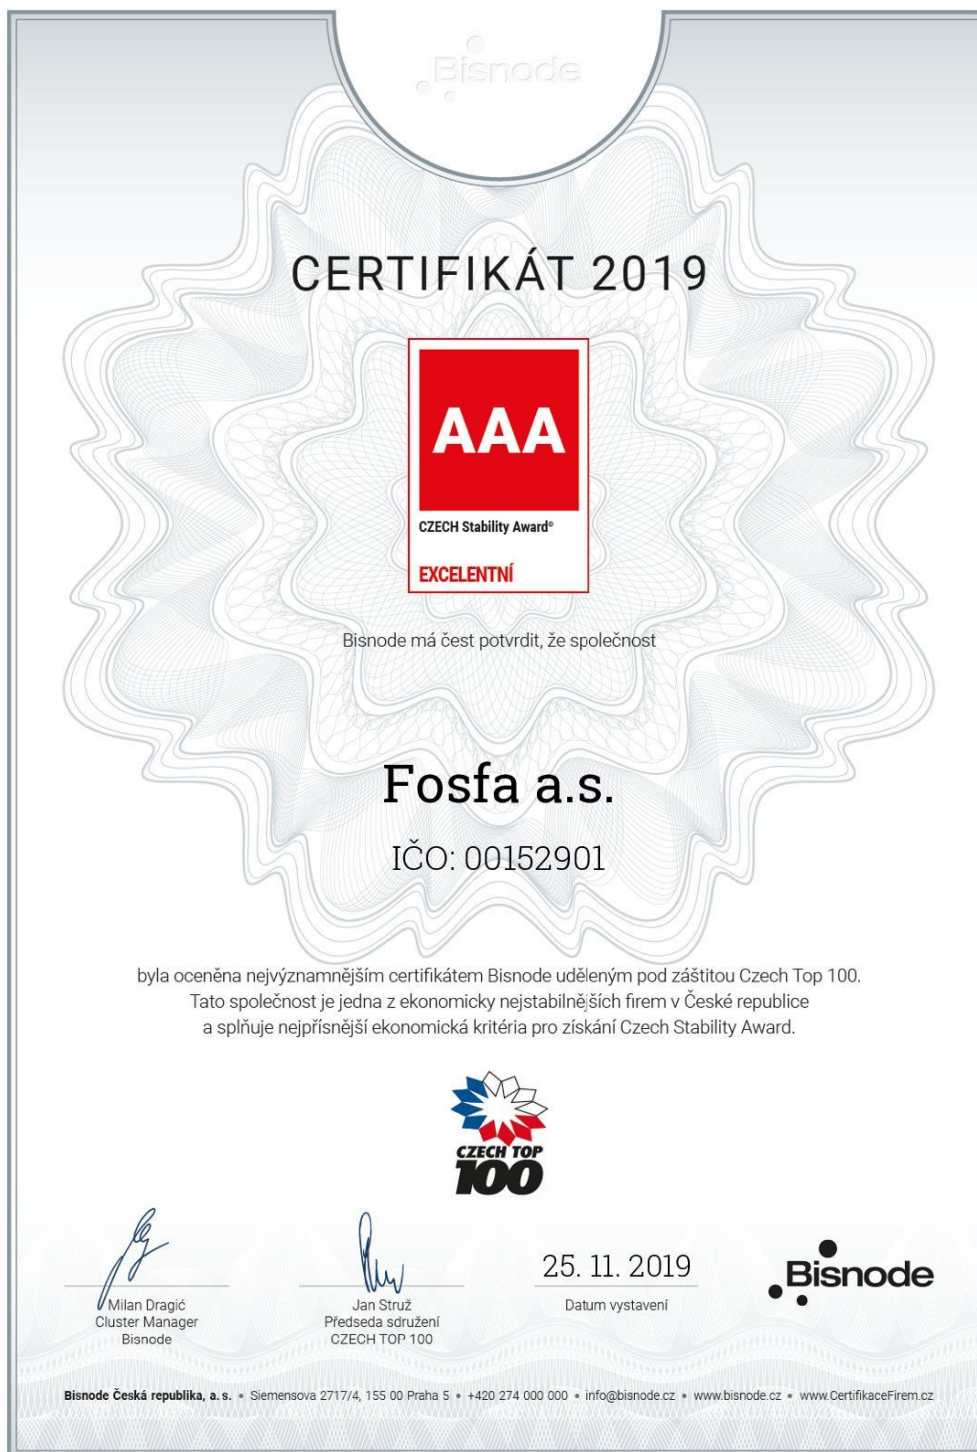 Bisnode
CERTIFIKÁT 2019
AAA
CZECH Stability Award®
EXCELENTNÍ
Bisnode má čest potvrdit, že společnost
Fosfa a.s.
IČO: 00152901
byla oceněna nejvýznamnějším certifikátem Bisnode uděleným pod záštitou Czech Top 100.
Tato společnost je jedna z ekonomicky nejstabilnějších firem v České republice
a splňuje nejpřísnější ekonomická kritéria pro získání Czech Stability Award.
CZECH TOP
100
25. 11. 2019
Bisnode
Milan Dragić
Cluster Manager
Bisnode
Jan Struž
Předseda sdružení
CZECH TOP 100
Datum vystavení
Bisnode Česká republika, a. s. • Siemensova 2717/4, 155 00 Praha 5 • +420 274 000 000 • info@bisnode.cz • www.bisnode.cz • www.CertifikaceFirem.cz